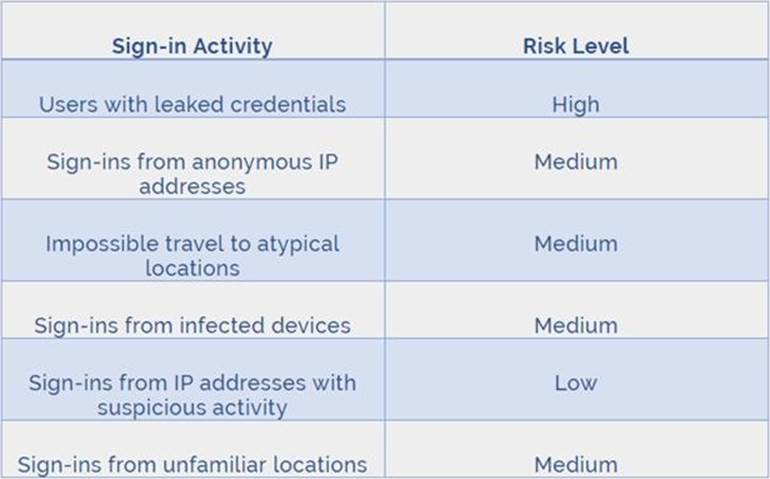 Sign-in Activity Risk Level
Users with leaked credentials High
Sign-ins from anonymous IP
addresses
Medium
Impossible travel to atypical
locations
Medium
Sign-ins from infected devices Medium
Sign-ins from IP addresses with
suspicious activity
Low
Sign-ins from unfamiliar locations Medium